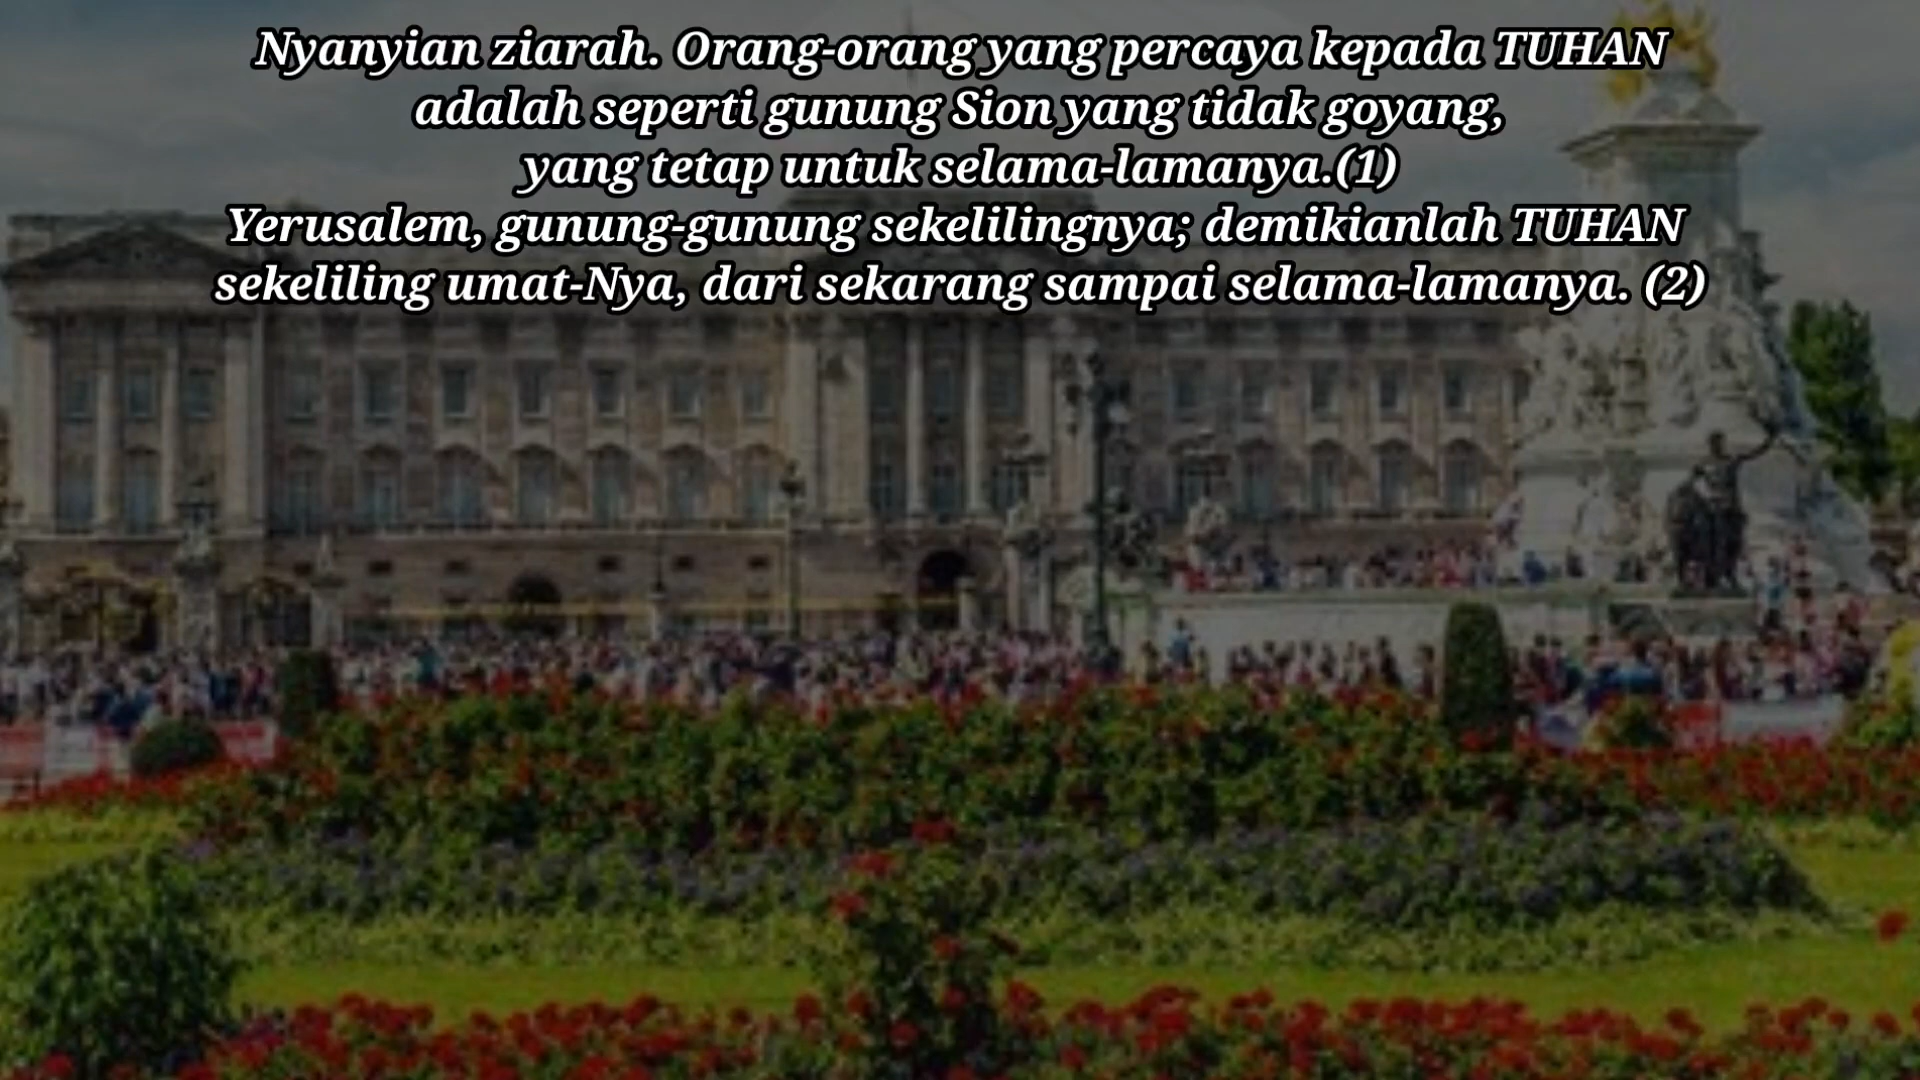 Nyanyian ziarah. Orang-orang yang percaya kepada TUHAN
adalah seperti gunung Sion yang tidak goyang,
yang tetap untuk selama-lamanya.(1)
Yerusalem, gunung-gunung sekelilingnya; demikianlah TUHAN
sekeliling umat-Nya, dari sekarang sampai selama-lamanya. (2)